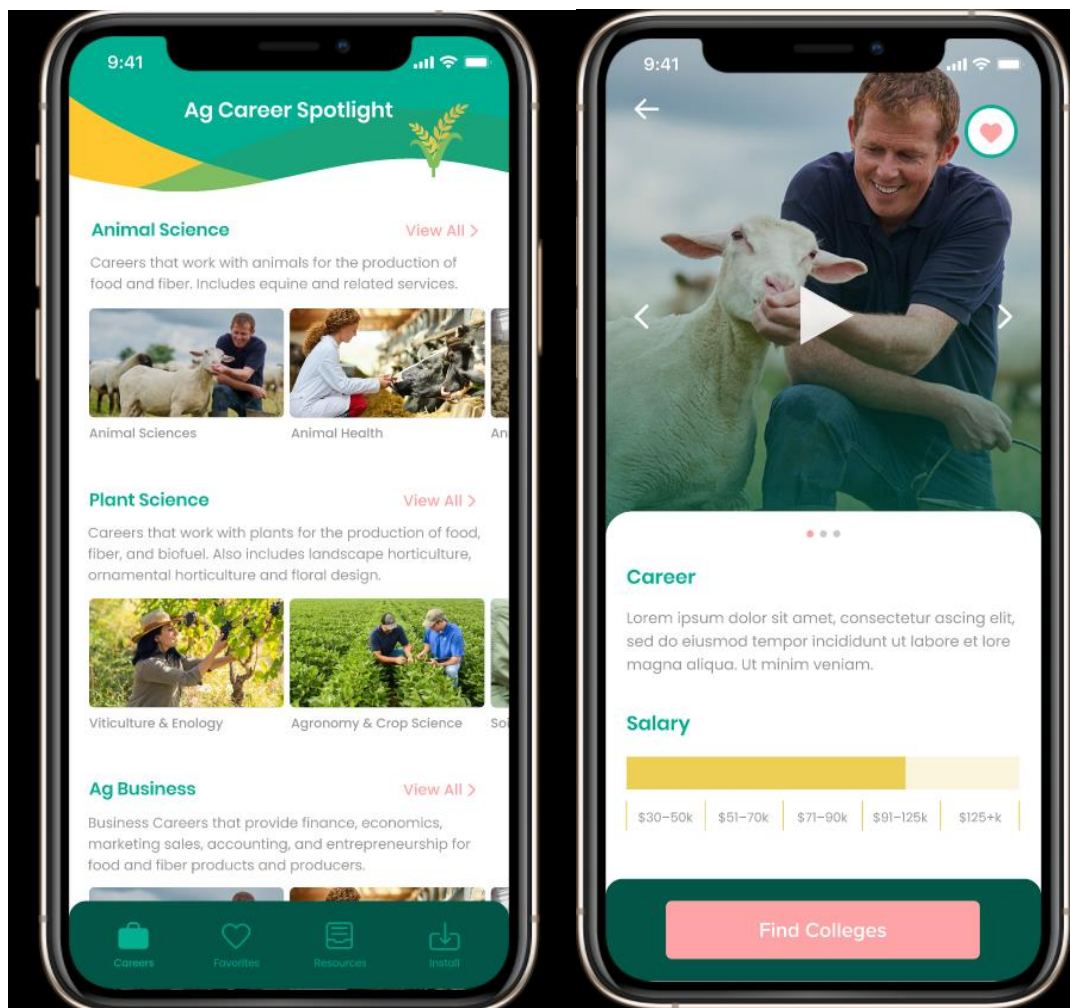 9:41
Ag Career Spotlight
Animal Science
View All >
Careers that work with animals for the production of
food and fiber. Includes equine and related services.
Animal Sciences
Animal Health
An
Plant Science
View All >
Careers that work with plants for the production of food,
fiber, and biofuel. Also includes landscape horticulture,
ornamental horticulture and floral design.
Viticulture & Enology
Agronomy & Crop Science
Soi
Ag Business
View All >
Business Careers that provide finance, economics,
marketing sales, accounting, and entrepreneurship for
food and fiber products and producers.
Careers
Favorites
Resources
Install
9:41
Career
Lorem ipsum dolor sit amet, consectetur ascing elit,
sed do eiusmod tempor incididunt ut labore et lore
magna aliqua. Ut minim veniam.
Salary
$30–50k
$51–70k
$71–90k
$91–125k
$125+k
Find Colleges